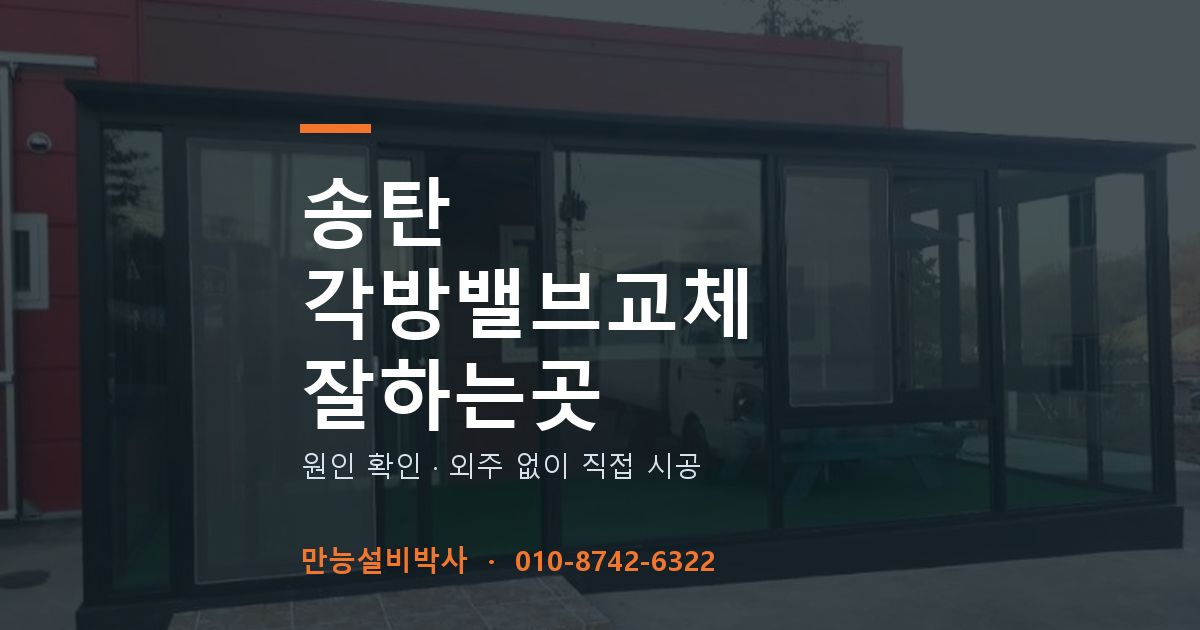 송탄
각방밸브교체
잘하는곳
원인 확인 · 외주 없이 직접 시공
만능설비박사 · 010-8742-6322